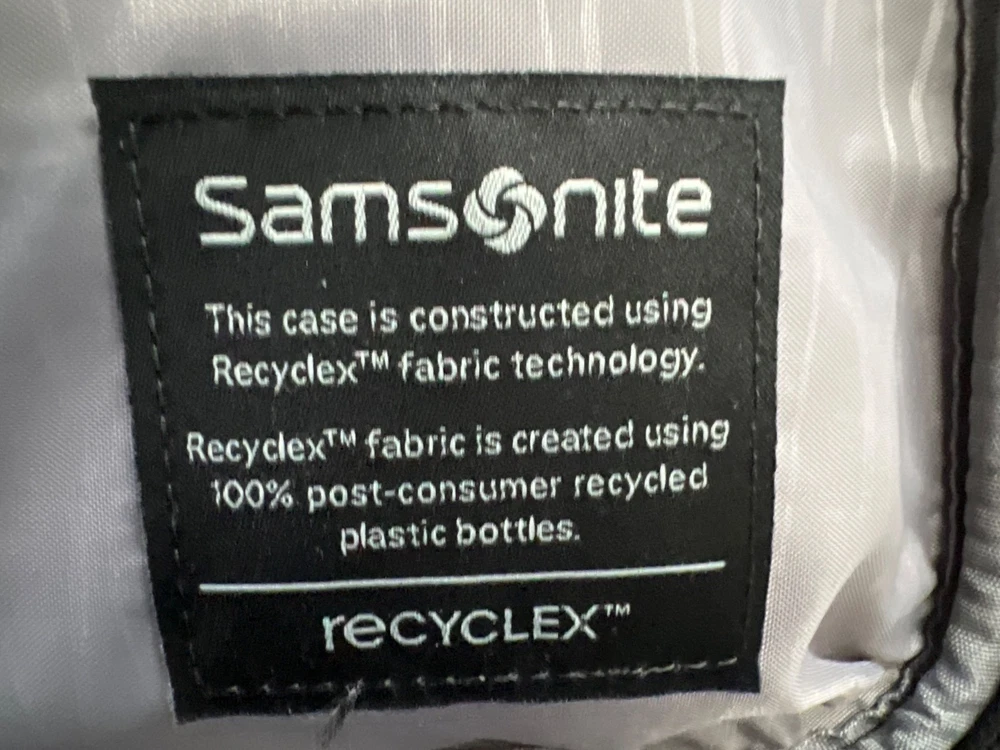 Samsonite
This case is constructed using
Recyclex™ fabric technology.
Recyclex™ fabric is created using
100% post-consumer recycled
plastic bottles.
reCYCLEX™